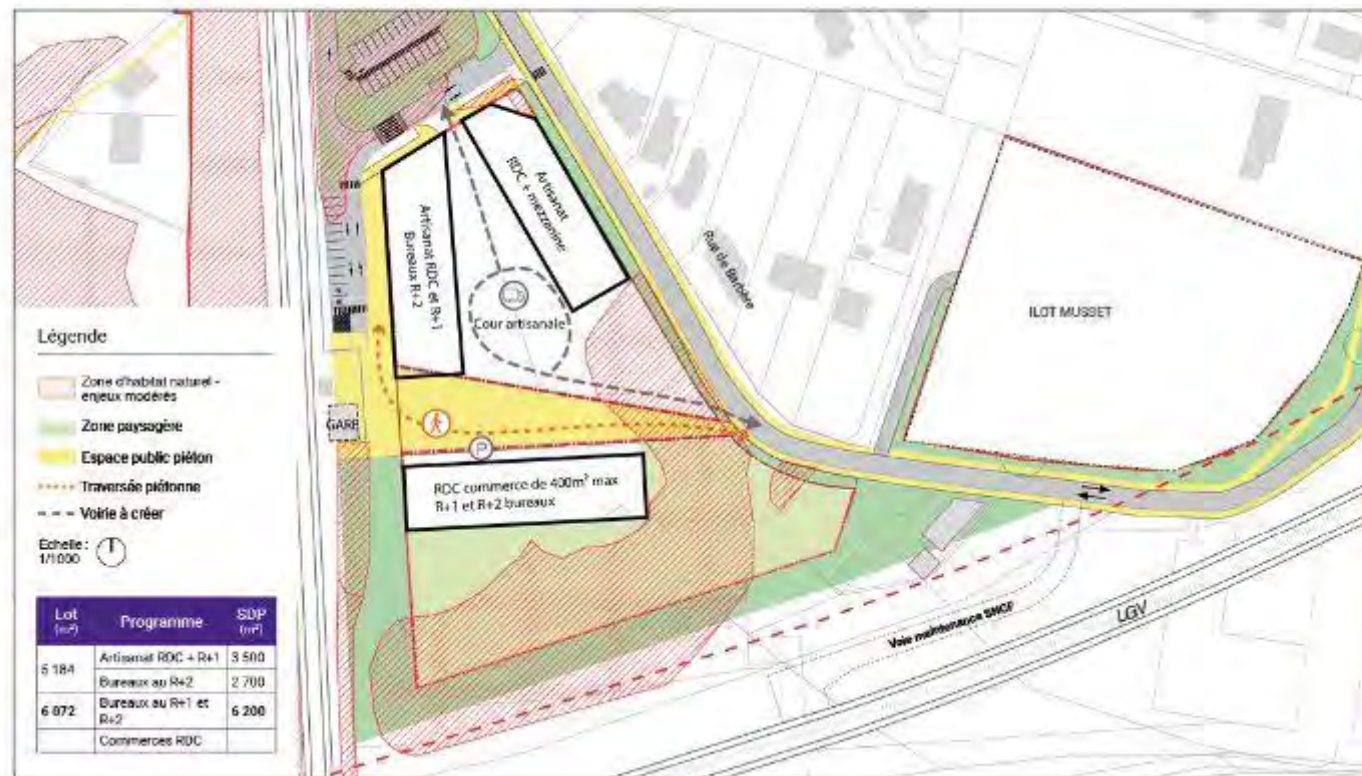 Artisanat
RDC + mezzanine
Artisanat RDC et R+1
Bureaux R+2
Cour artisanale
Rue de Barbère
ILOT MUSSET
GARE
P
RDC commerce de 400m² max
R+1 et R+2 bureaux
Voie maintenance SNCF
LGV
Légende
Zone d'habitat naturel -
enjeux modérés
Zone paysagère
Espace public piéton
Traversée piétonne
Voirie à créer
Echelle :
1/1000
Lot
(m²)
Programme
SDP
(m²)
5 184
Artisanat RDC + R+1 3 500
Bureaux au R+2 2 700
6 072
Bureaux au R+1 et
R+2
6 200
Commerces RDC